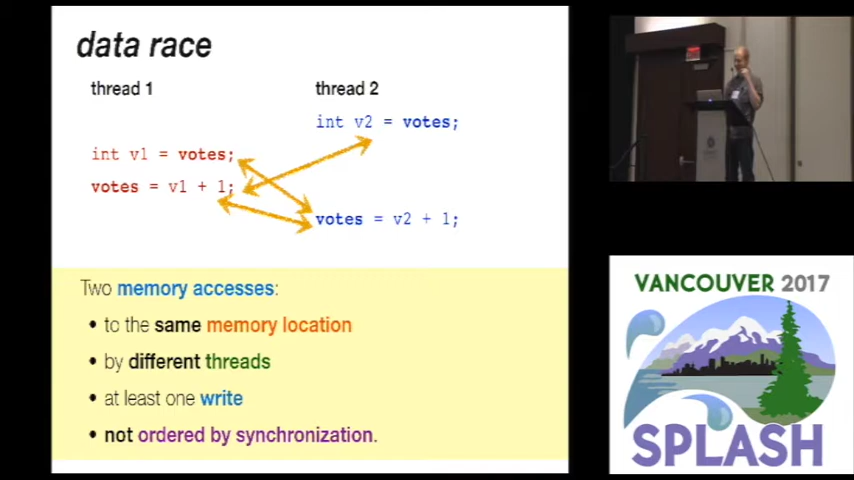 data race
thread 1
thread 2
int v2 = votes;
int v1 = votes;
votes = v1 + 1;
votes = v2 + 1;
Two memory accesses:
• to the same memory location
• by different threads
• at least one write
• not ordered by synchronization.
VANCOUVER 2017
SPLASH